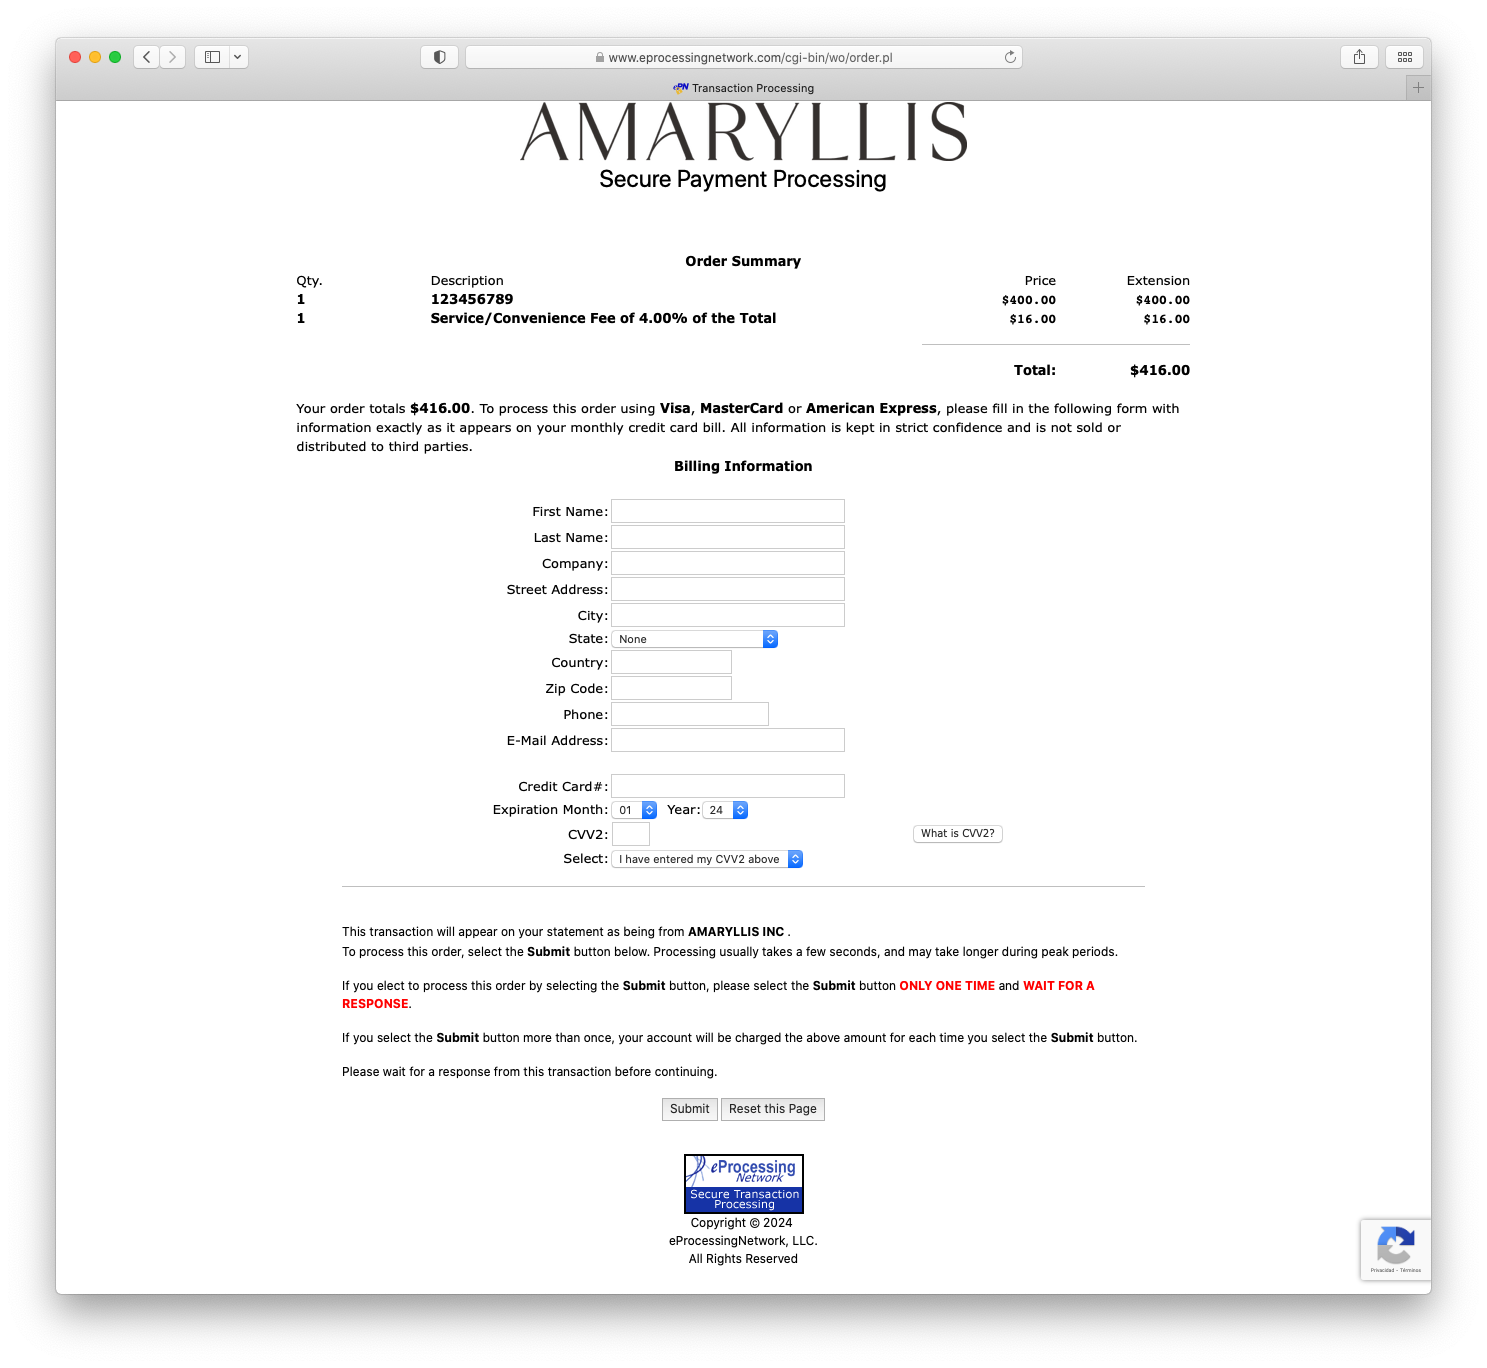 www.eprocessingnetwork.com/cgi-bin/wo/order.pl
ePN Transaction Processing
AMARYLLIS
Secure Payment Processing
Order Summary
Qty. Description Price Extension
1 123456789 $400.00 $400.00
1 Service/Convenience Fee of 4.00% of the Total $16.00 $16.00
Total: $416.00
Your order totals $416.00. To process this order using Visa, MasterCard or American Express, please fill in the following form with
information exactly as it appears on your monthly credit card bill. All information is kept in strict confidence and is not sold or
distributed to third parties.
Billing Information
First Name:
Last Name:
Company:
Street Address:
City:
State: None
Country:
Zip Code:
Phone:
E-Mail Address:
Credit Card#:
Expiration Month: 01 Year: 24
CVV2: What is CVV2?
Select: I have entered my CVV2 above
This transaction will appear on your statement as being from AMARYLLIS INC .
To process this order, select the Submit button below. Processing usually takes a few seconds, and may take longer during peak periods.
If you elect to process this order by selecting the Submit button, please select the Submit button ONLY ONE TIME and WAIT FOR A
RESPONSE.
If you select the Submit button more than once, your account will be charged the above amount for each time you select the Submit button.
Please wait for a response from this transaction before continuing.
Submit Reset this Page
eProcessing
Network
Secure Transaction
Processing
Copyright © 2024
eProcessingNetwork, LLC.
All Rights Reserved
Privacidad - Términos